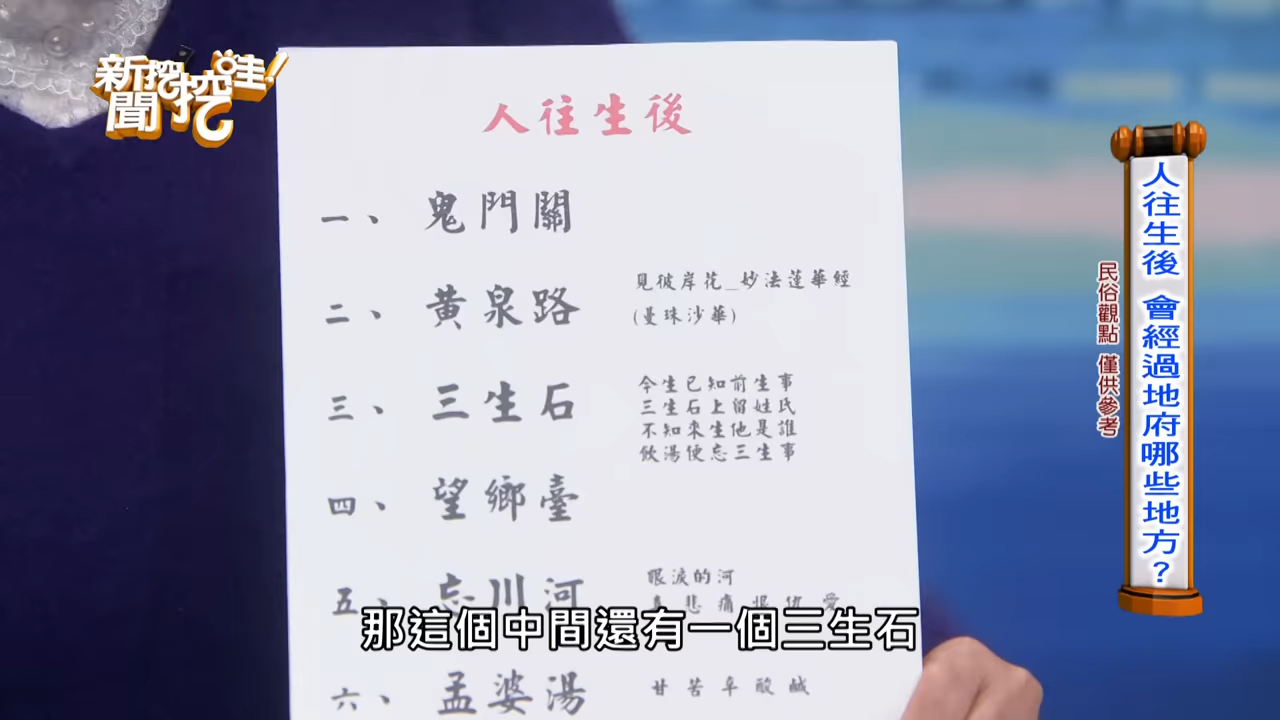 新聞挖挖哇!
人往生後
一、鬼門關
二、黄泉路
見彼岸花_妙法蓮華經
(曼珠沙華)
三、三生石
今生已知前生事
三生石上留姓氏
不知來生他是誰
飲湯便忘三生事
四、望鄉臺
五、忘川河
眼淚的河
悲痛恨仇愛
六、孟婆湯
甘苦辛酸鹹
那這個中間還有一個三生石
人往生後 會經過地府哪些地方?
民俗觀點 僅供參考